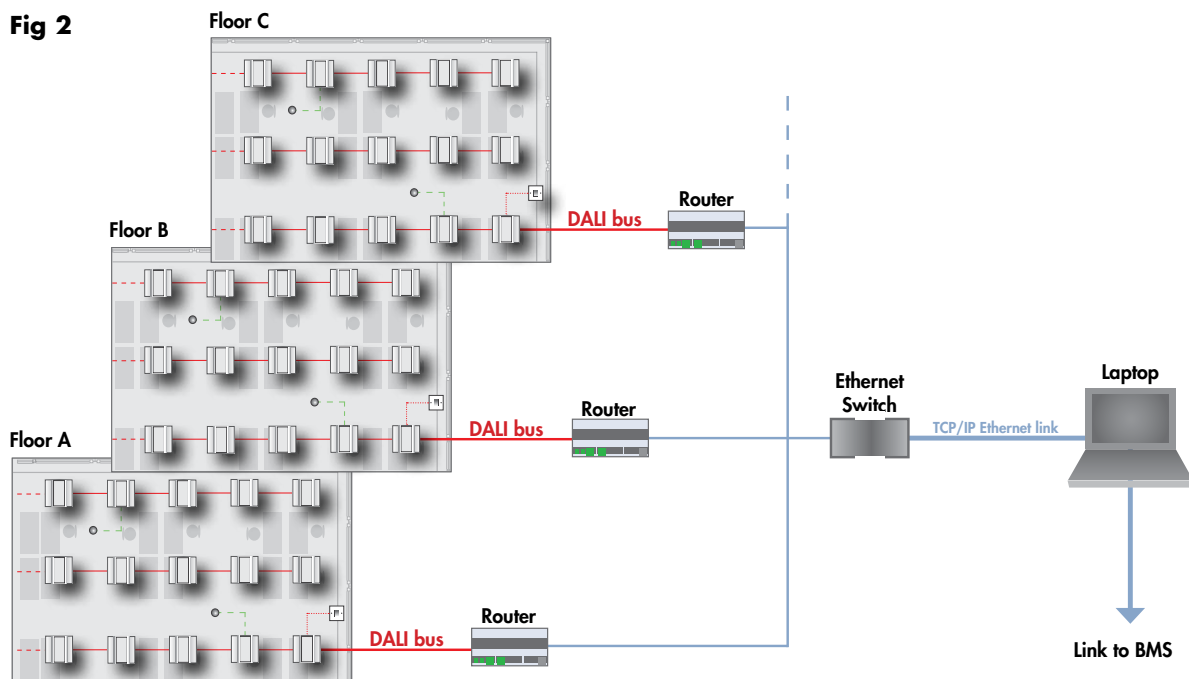 Fig 2
Floor C
Router
DALI bus
Floor B
Ethernet
Switch
Laptop
Router
DALI bus
TCP/IP Ethernet link
Floor A
Router
DALI bus
Link to BMS